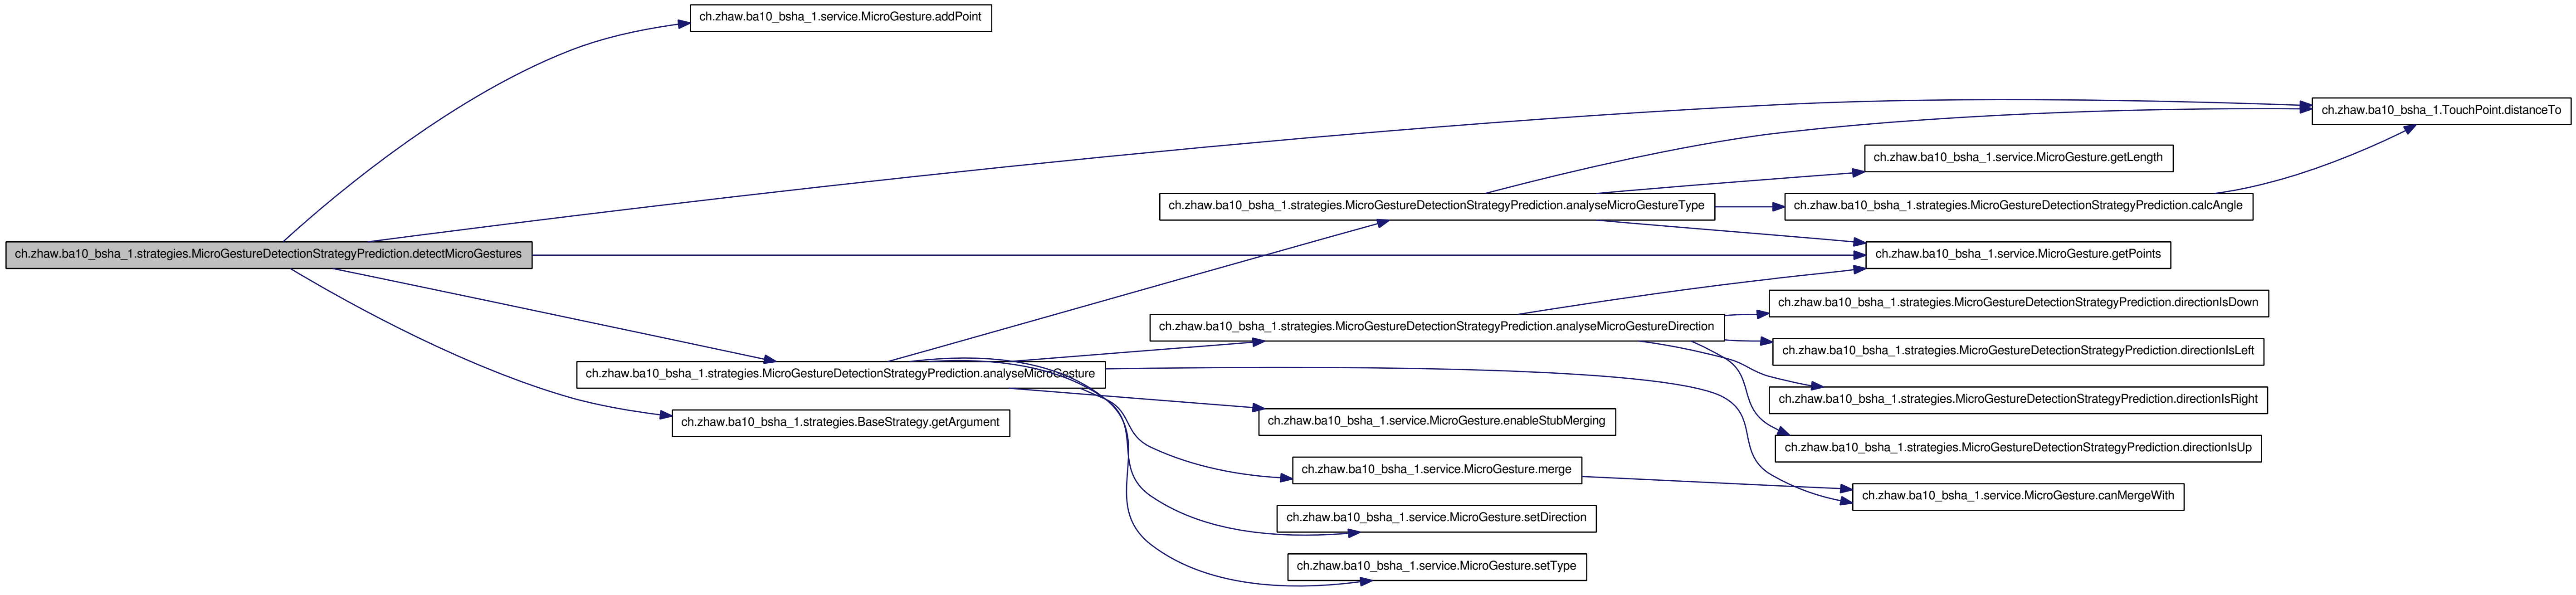 ch.zhaw.ba10_bsha_1.service.MicroGesture.addPoint
ch.zhaw.ba10_bsha_1.TouchPoint.distanceTo
ch.zhaw.ba10_bsha_1.service.MicroGesture.getLength
ch.zhaw.ba10_bsha_1.strategies.MicroGestureDetectionStrategyPrediction.analyseMicroGestureType
ch.zhaw.ba10_bsha_1.strategies.MicroGestureDetectionStrategyPrediction.calcAngle
ch.zhaw.ba10_bsha_1.strategies.MicroGestureDetectionStrategyPrediction.detectMicroGestures
ch.zhaw.ba10_bsha_1.service.MicroGesture.getPoints
ch.zhaw.ba10_bsha_1.strategies.MicroGestureDetectionStrategyPrediction.directionIsDown
ch.zhaw.ba10_bsha_1.strategies.MicroGestureDetectionStrategyPrediction.analyseMicroGestureDirection
ch.zhaw.ba10_bsha_1.strategies.MicroGestureDetectionStrategyPrediction.directionIsLeft
ch.zhaw.ba10_bsha_1.strategies.MicroGestureDetectionStrategyPrediction.analyseMicroGesture
ch.zhaw.ba10_bsha_1.strategies.MicroGestureDetectionStrategyPrediction.directionIsRight
ch.zhaw.ba10_bsha_1.strategies.BaseStrategy.getArgument
ch.zhaw.ba10_bsha_1.service.MicroGesture.enableStubMerging
ch.zhaw.ba10_bsha_1.strategies.MicroGestureDetectionStrategyPrediction.directionIsUp
ch.zhaw.ba10_bsha_1.service.MicroGesture.merge
ch.zhaw.ba10_bsha_1.service.MicroGesture.canMergeWith
ch.zhaw.ba10_bsha_1.service.MicroGesture.setDirection
ch.zhaw.ba10_bsha_1.service.MicroGesture.setType